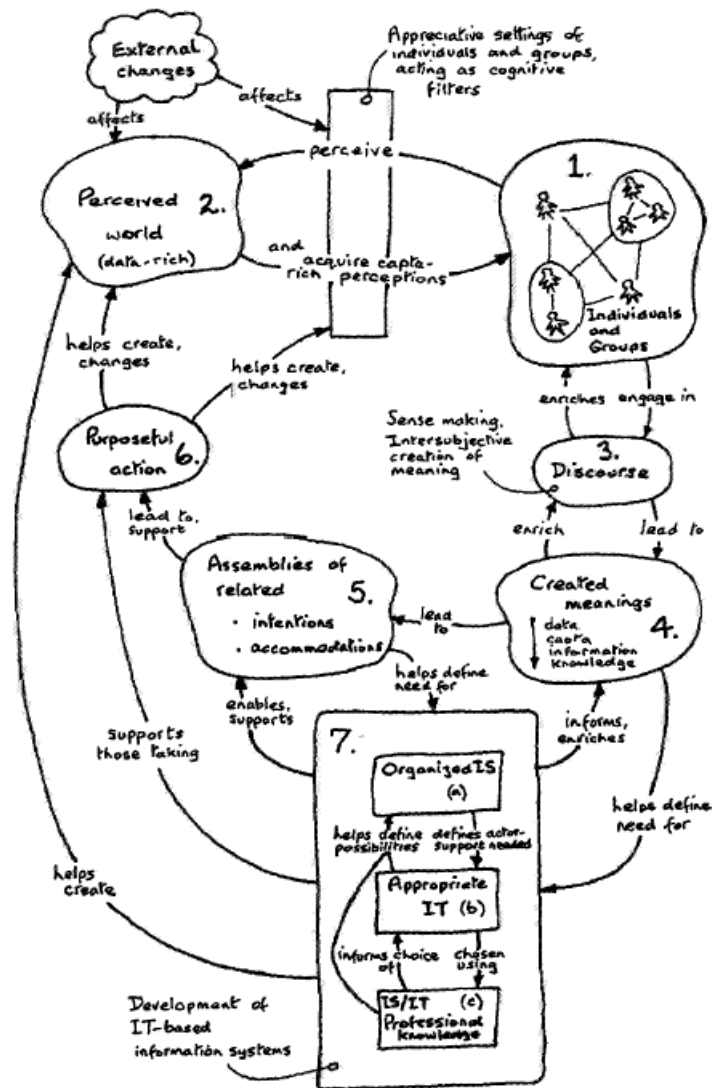 External
changes
Appreciative settings of
individuals and groups,
acting as cognitive
filters
affects
affects
perceive
1.
Perceived 2.
world
(data-rich)
and
acquire capta-
rich perceptions
Individuals
and
Groups
helps create,
changes
helps create,
changes
enriches engage in
Sense making,
Intersubjective
creation of
meaning
3.
Discourse
Purposeful
action 6.
lead to,
support
enrich
lead to
Assemblies of
related 5.
• intentions
• accommodations
lead
to
Created
meanings
4.
data
capta
information
knowledge
helps define
need for
enables,
supports
informs,
enriches
supports
those taking
7.
Organized IS
(a)
helps define
need for
helps define defines actor-
possibilities support needed
helps
create
Appropriate
IT (b)
informs choice
of
chosen
using
IS/IT (c)
Professional
knowledge
Development of
IT-based
information systems